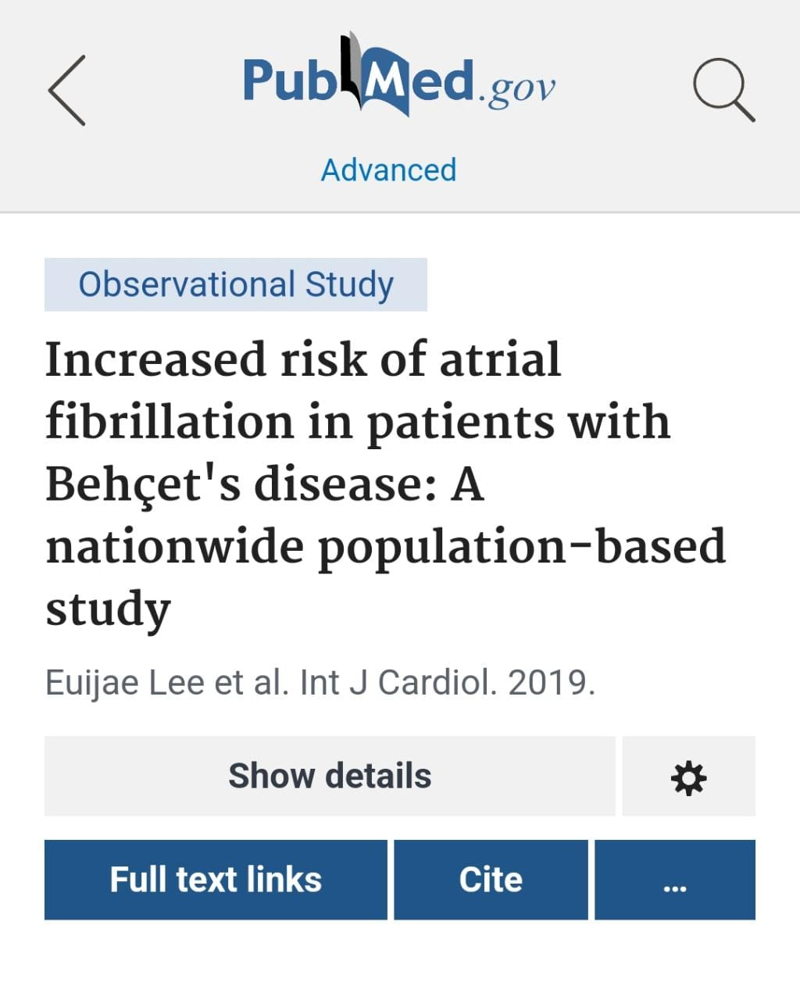 PubMed.gov
Advanced
Observational Study
Increased risk of atrial
fibrillation in patients with
Behçet's disease: A
nationwide population-based
study
Euijae Lee et al. Int J Cardiol. 2019.
Show details
Full text links
Cite
...